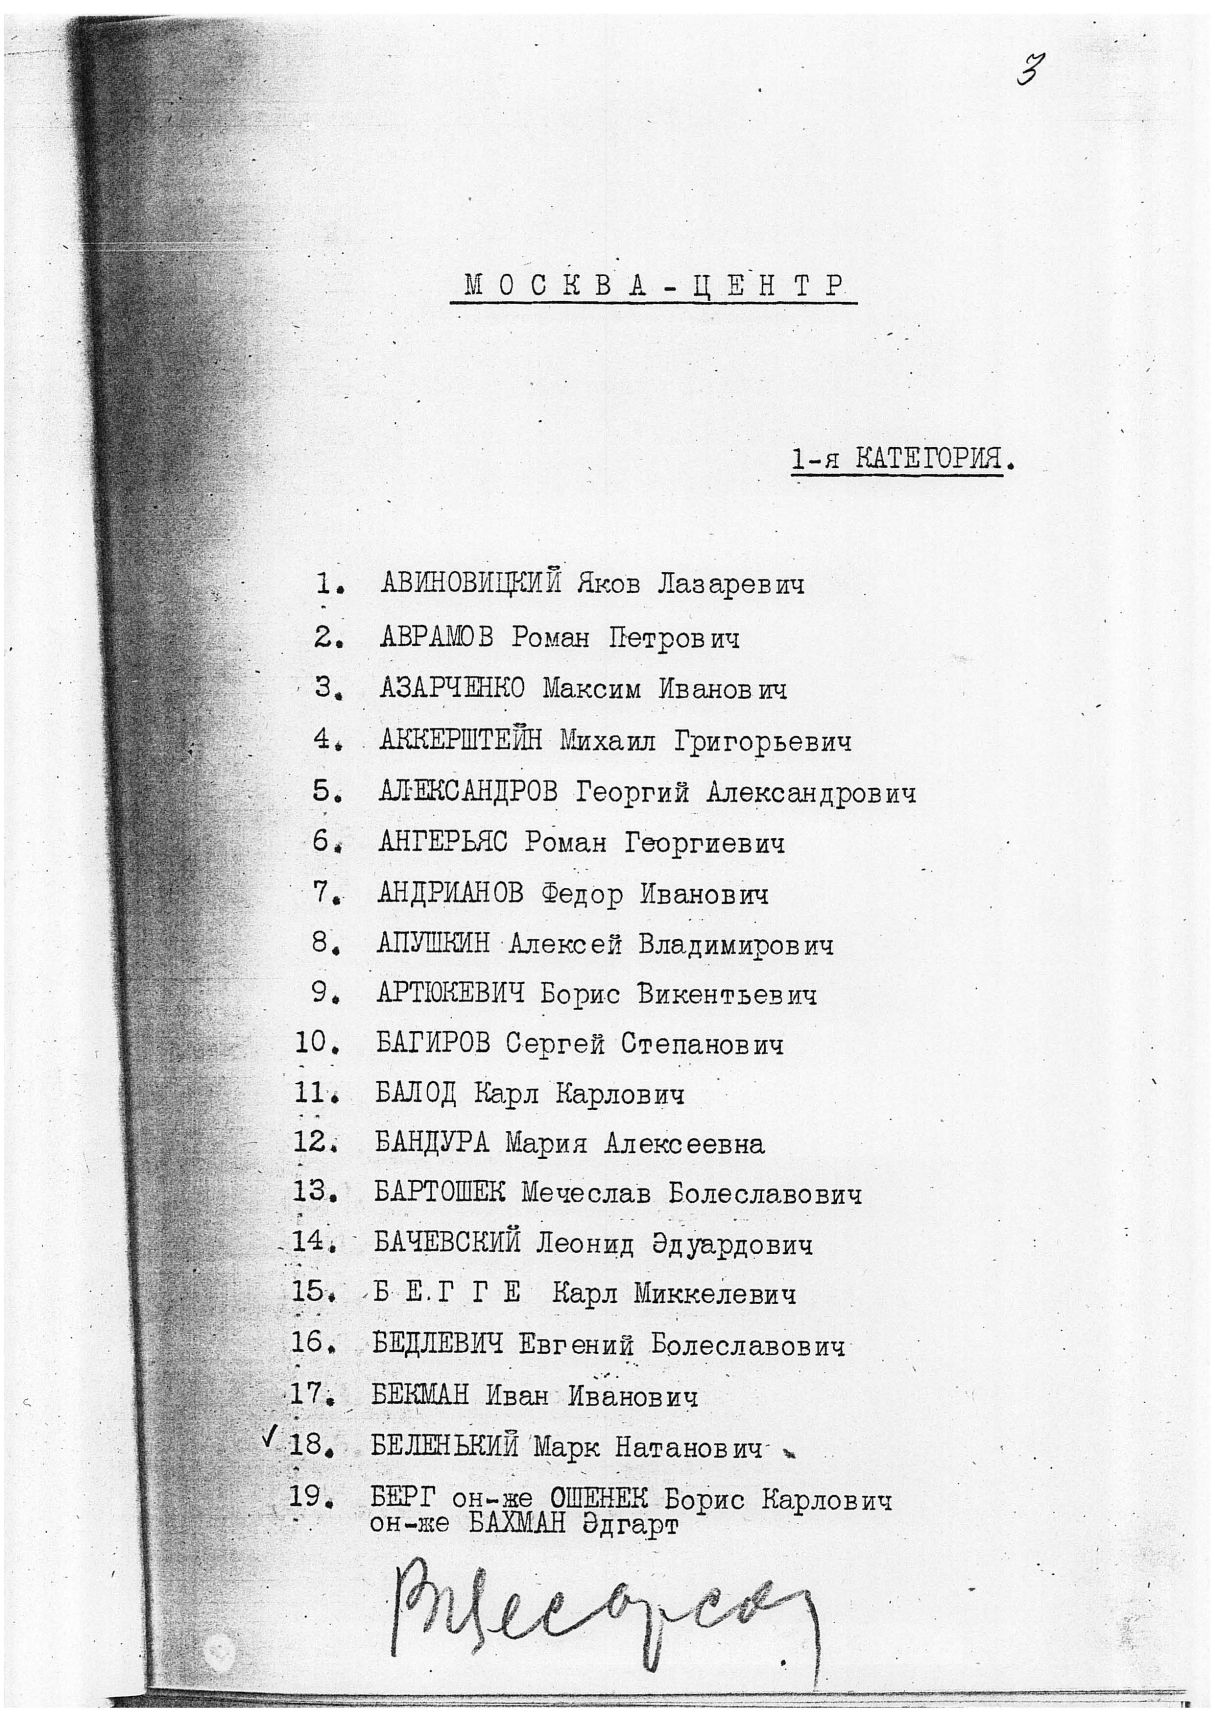 3
МОСКВА-ЦЕНТР
1-я КАТЕГОРИЯ.
1. АВИНОВИЦКИЙ Яков Лазаревич
2. АВРАМОВ Роман Петрович
3. АЗАРЧЕНКО Максим Иванович
4. АККЕРШТЕЙН Михаил Григорьевич
5. АЛЕКСАНДРОВ Георгий Александрович
6. АНГЕРЬЯС Роман Георгиевич
7. АНДРИАНОВ Федор Иванович
8. АПУШКИН Алексей Владимирович
9. АРТЮКЕВИЧ Борис Викентьевич
10. БАГИРОВ Сергей Степанович
11. БАЛОД Карл Карлович
12. БАНДУРА Мария Алексеевна
13. БАРТОШЕК Мечеслав Болеславович
14. БАЧЕВСКИЙ Леонид Эдуардович
15. БЕГГЕ Карл Миккелевич
16. БЕДЛЕВИЧ Евгений Болеславович
17. БЕКМАН Иван Иванович
✓ 18. БЕЛЕНЬКИЙ Марк Натанович
19. БЕРГ он-же ОШЕНЕК Борис Карлович
он-же БАХМАН Эдгарт